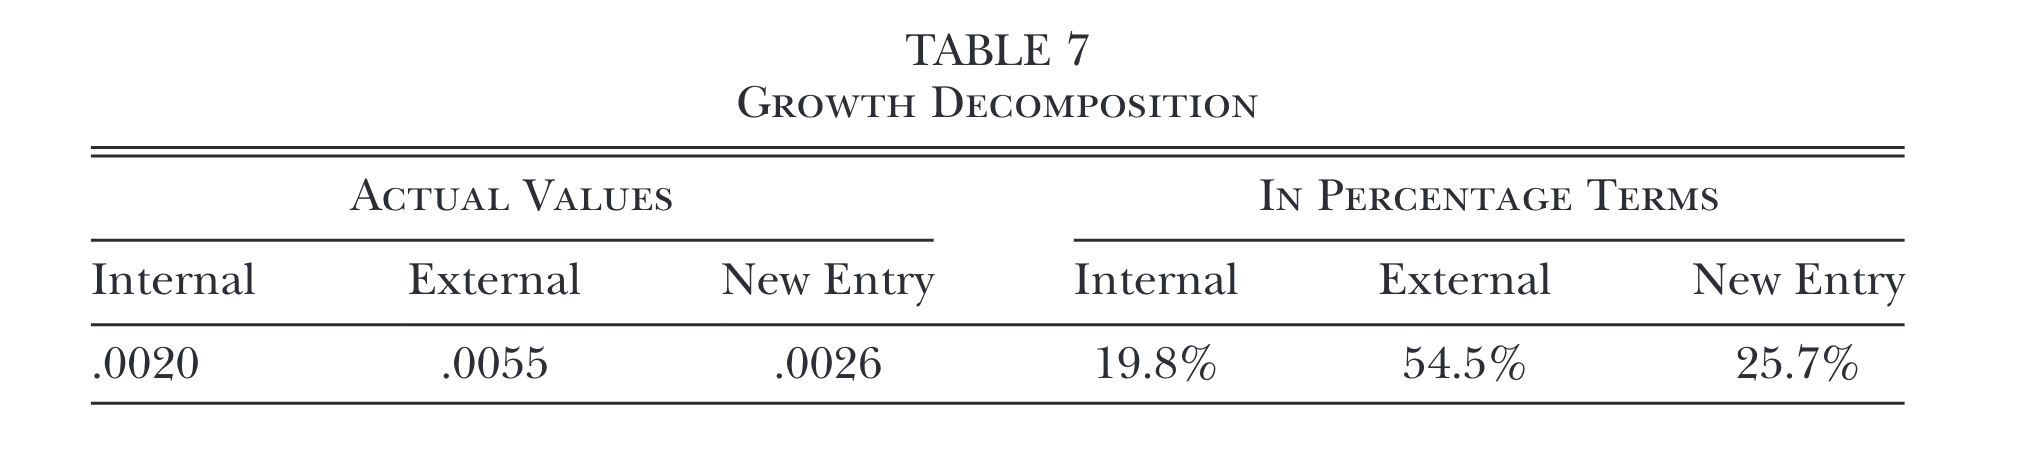 TABLE 7
Growth Decomposition
Actual Values In Percentage Terms
Internal External New Entry Internal External New Entry
.0020 .0055 .0026 19.8% 54.5% 25.7%